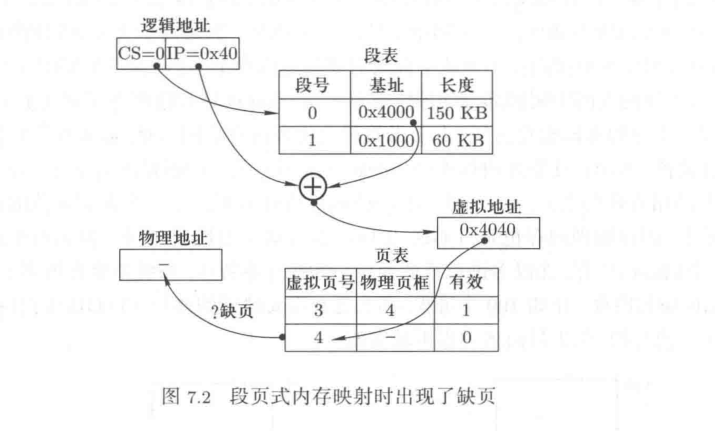 逻辑地址
CS=0 IP=0x40
段表
段号 基址 长度
0 0x4000 150 KB
1 0x1000 60 KB
虚拟地址
0x4040
物理地址
–
页表
虚拟页号 物理页框 有效
3 4 1
?缺页
4 – 0
图 7.2 段页式内存映射时出现了缺页